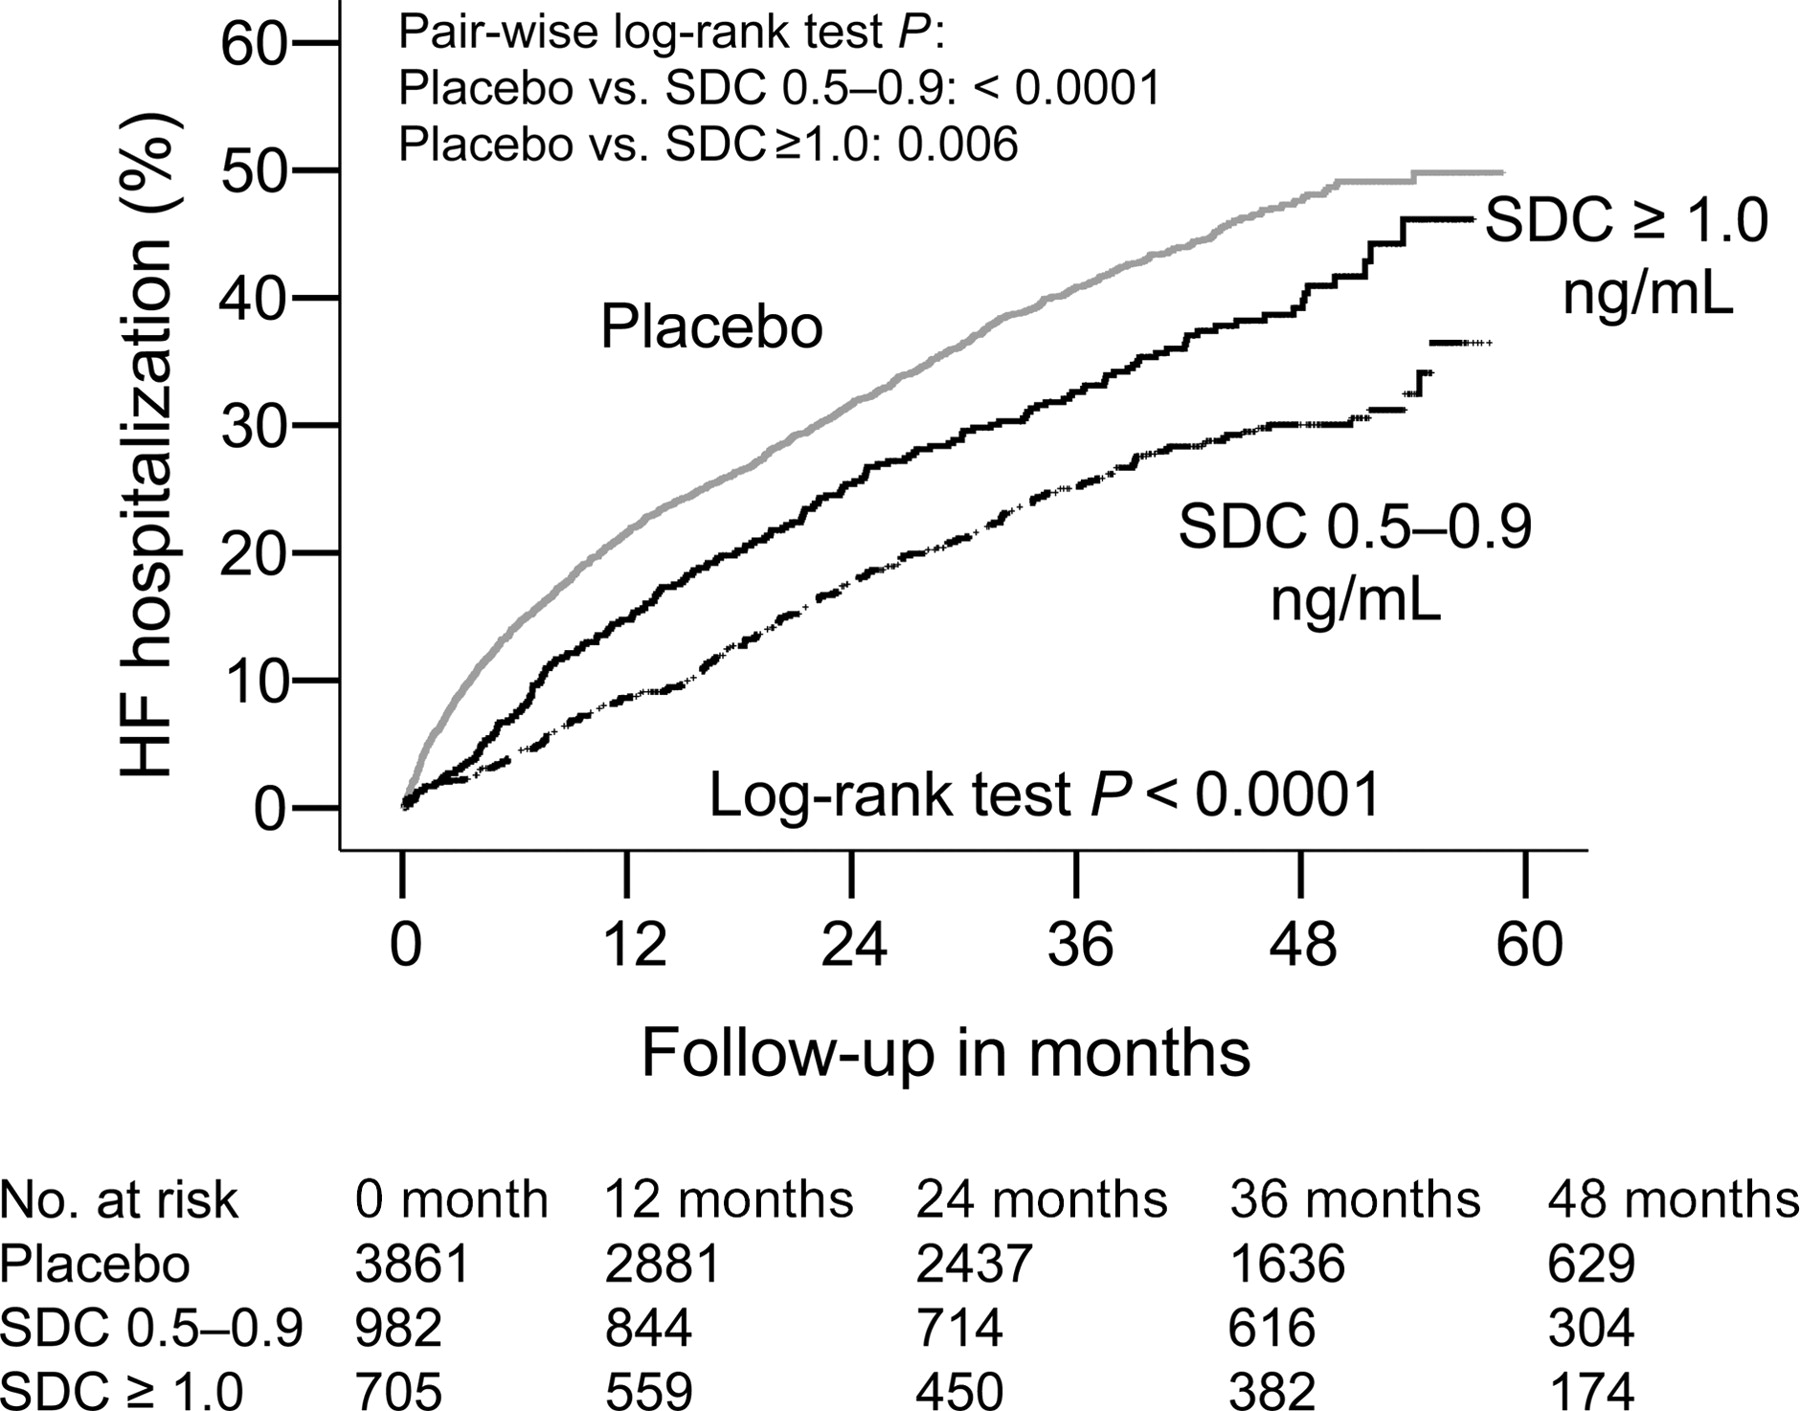 Pair-wise log-rank test P:
Placebo vs. SDC 0.5–0.9: < 0.0001
Placebo vs. SDC ≥1.0: 0.006
HF hospitalization (%)
60
50
40
30
20
10
0
Placebo
SDC ≥ 1.0
ng/mL
SDC 0.5–0.9
ng/mL
Log-rank test P < 0.0001
0 12 24 36 48 60
Follow-up in months
No. at risk 0 month 12 months 24 months 36 months 48 months
Placebo 3861 2881 2437 1636 629
SDC 0.5–0.9 982 844 714 616 304
SDC ≥ 1.0 705 559 450 382 174